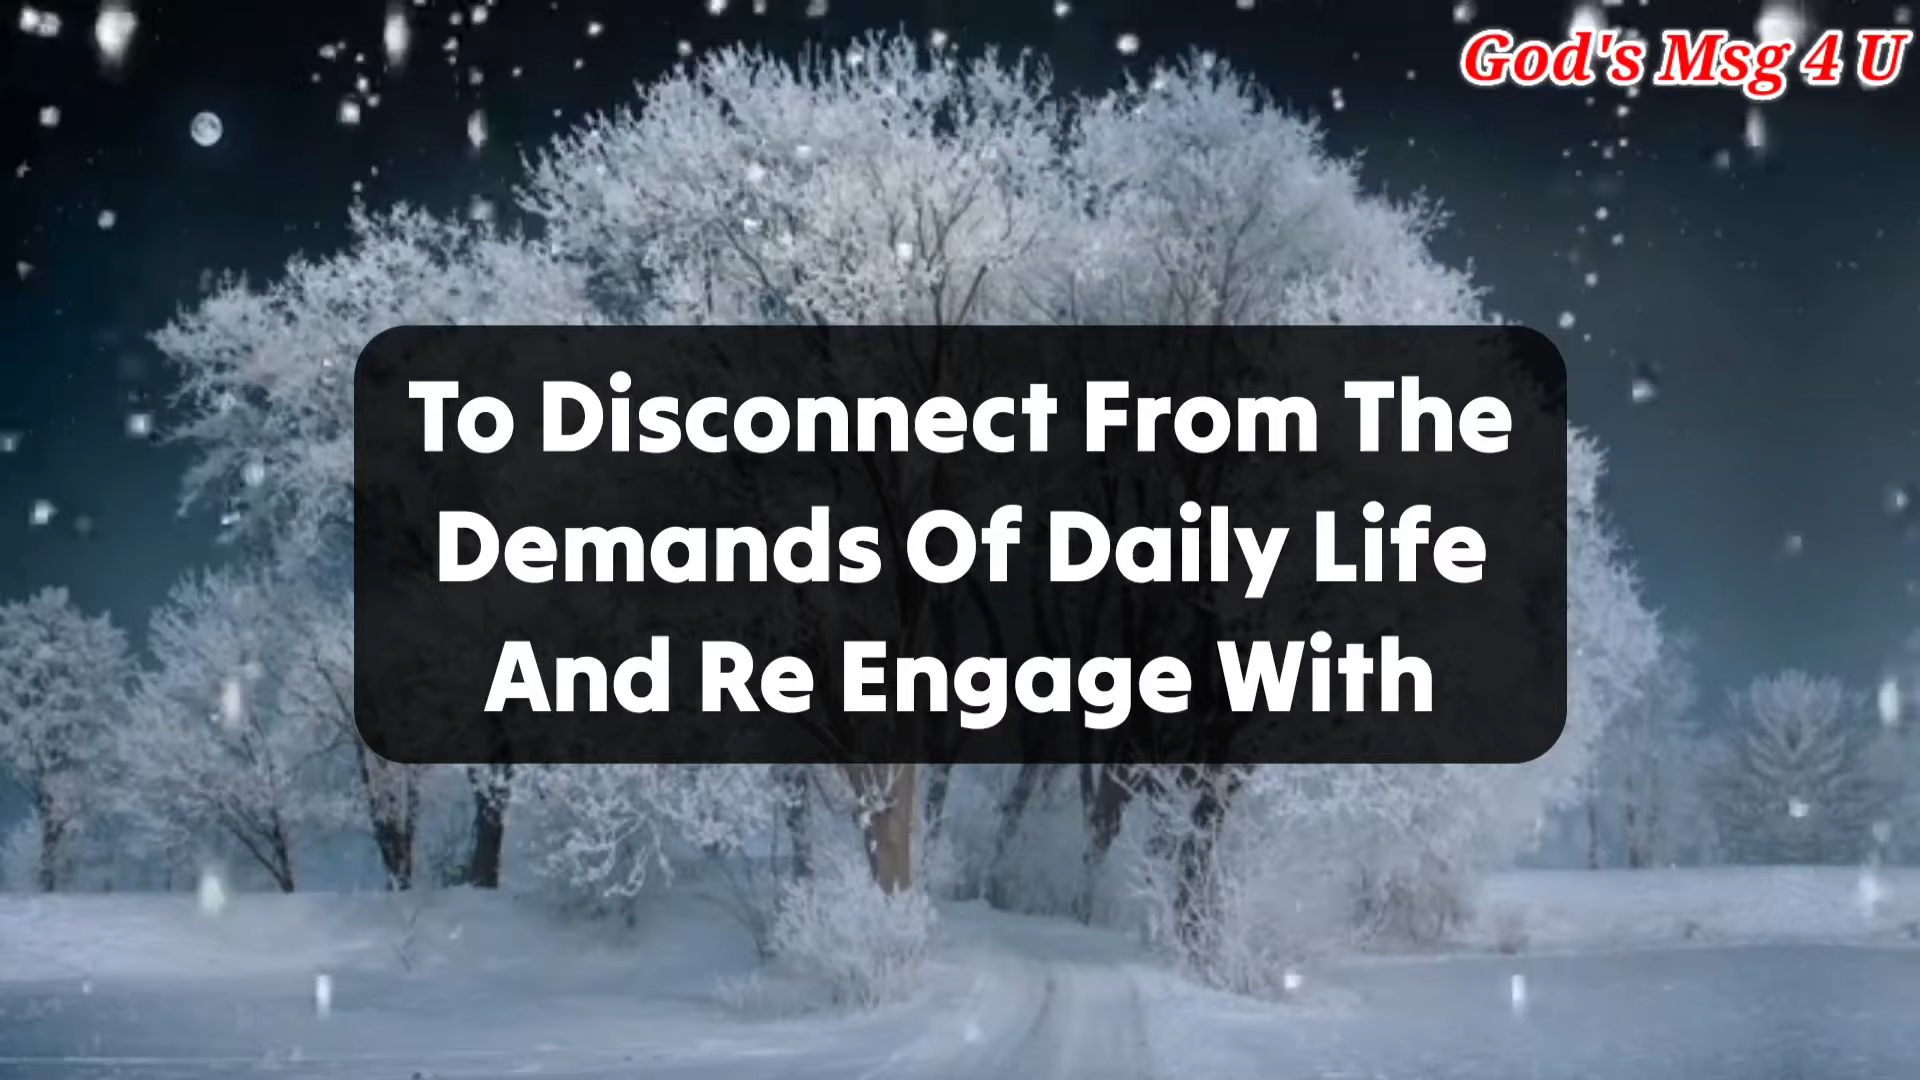 God's Msg 4 U
To Disconnect From The
Demands Of Daily Life
And Re Engage With